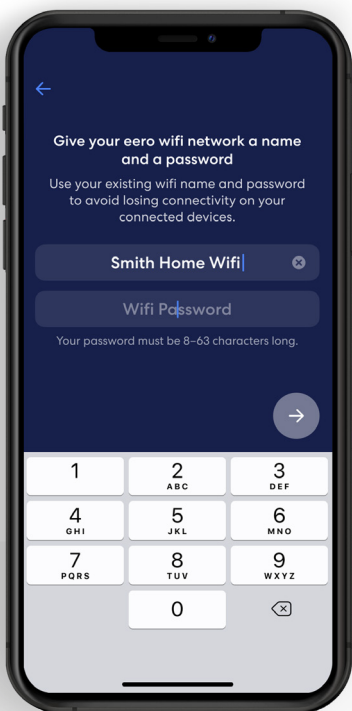 Give your eero wifi network a name
and a password
Use your existing wifi name and password
to avoid losing connectivity on your
connected devices.
Smith Home Wifi
Wifi Password
Your password must be 8–63 characters long.
1
2
ABC
3
DEF
4
GHI
5
JKL
6
MNO
7
PQRS
8
TUV
9
WXYZ
0